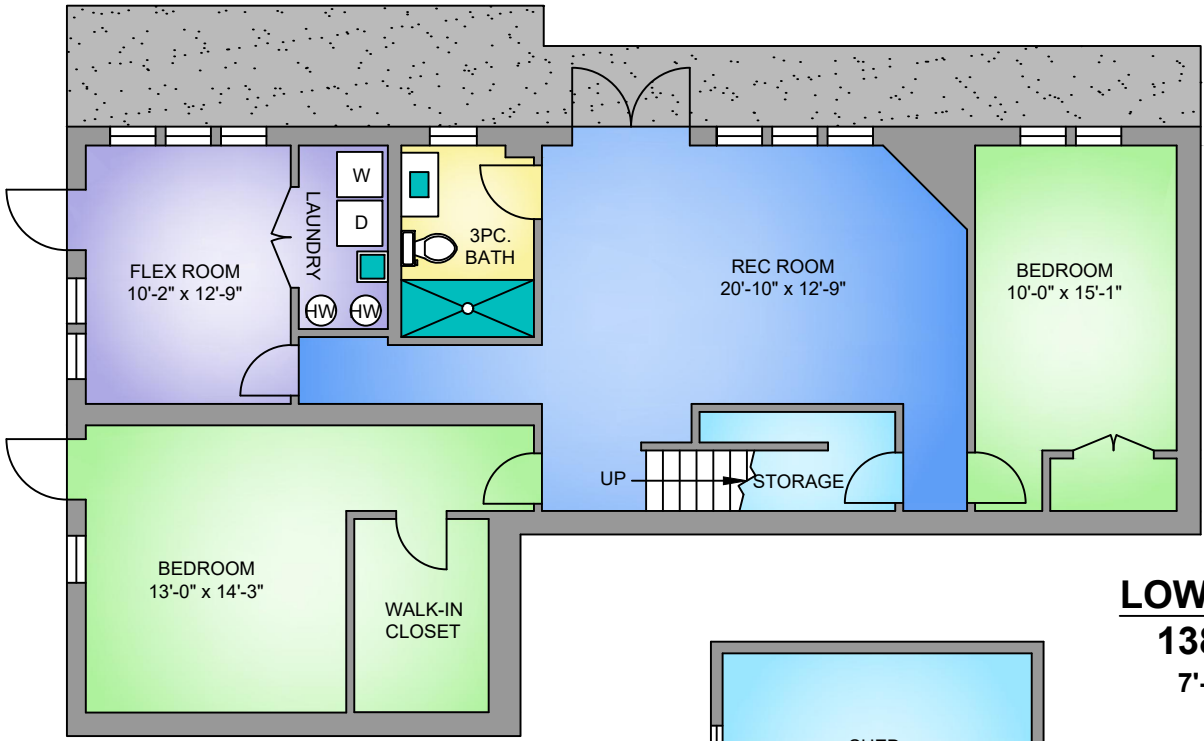 W
D
LAUNDRY
HW HW
3PC.
BATH
FLEX ROOM
10'-2" x 12'-9"
REC ROOM
20'-10" x 12'-9"
BEDROOM
10'-0" x 15'-1"
UP
STORAGE
BEDROOM
13'-0" x 14'-3"
WALK-IN
CLOSET